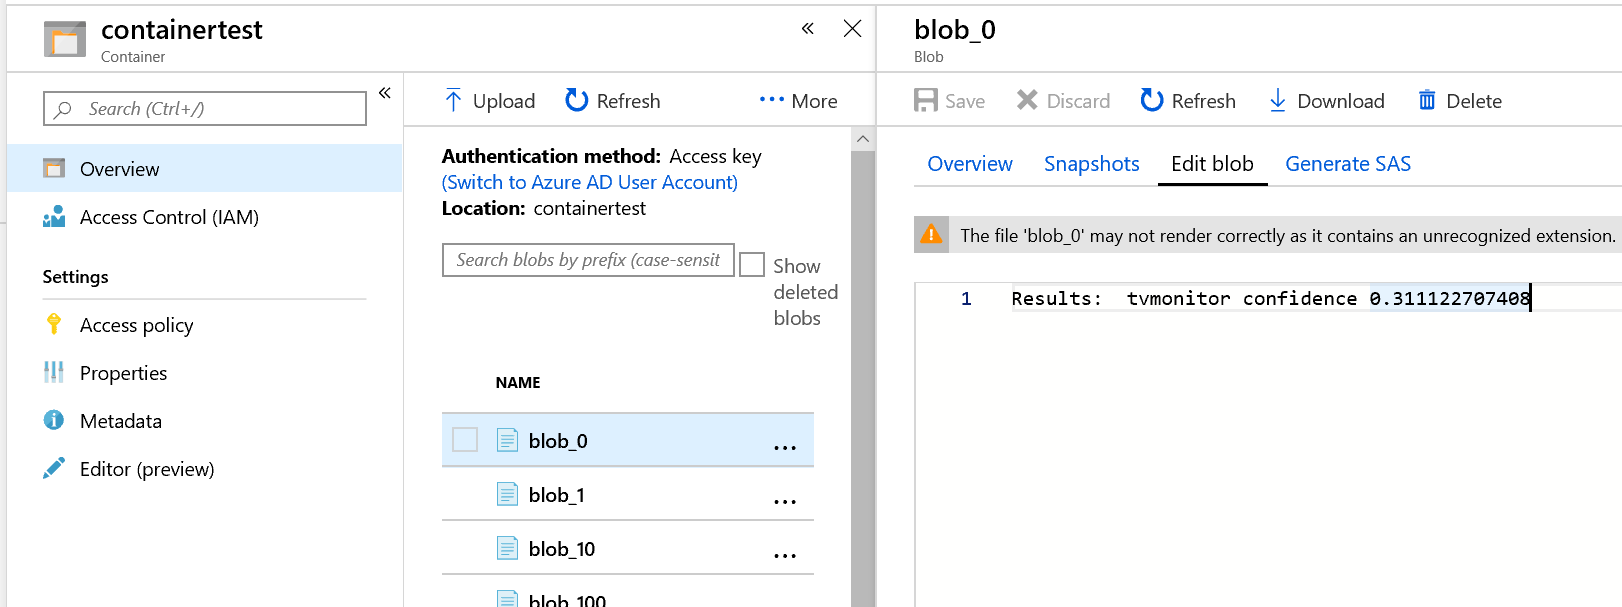 containertest
Container
Search (Ctrl+/)
Overview
Access Control (IAM)
Settings
Access policy
Properties
Metadata
Editor (preview)
Upload
Refresh
More
Authentication method: Access key
(Switch to Azure AD User Account)
Location: containertest
Search blobs by prefix (case-sensit
Show
deleted
blobs
NAME
blob_0
blob_1
blob_10
blob_100
blob_0
Blob
Save
Discard
Refresh
Download
Delete
Overview
Snapshots
Edit blob
Generate SAS
The file 'blob_0' may not render correctly as it contains an unrecognized extension.
1 Results: tvmonitor confidence 0.311122707408